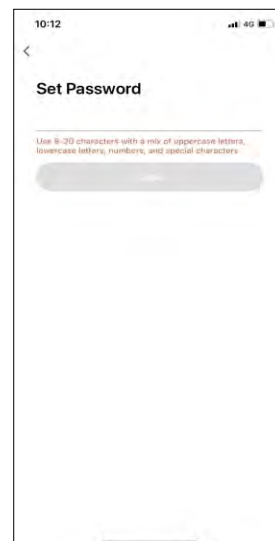 10:12
4G
Set Password
Use 8-20 characters with a mix of uppercase letters,
lowercase letters, numbers, and special characters